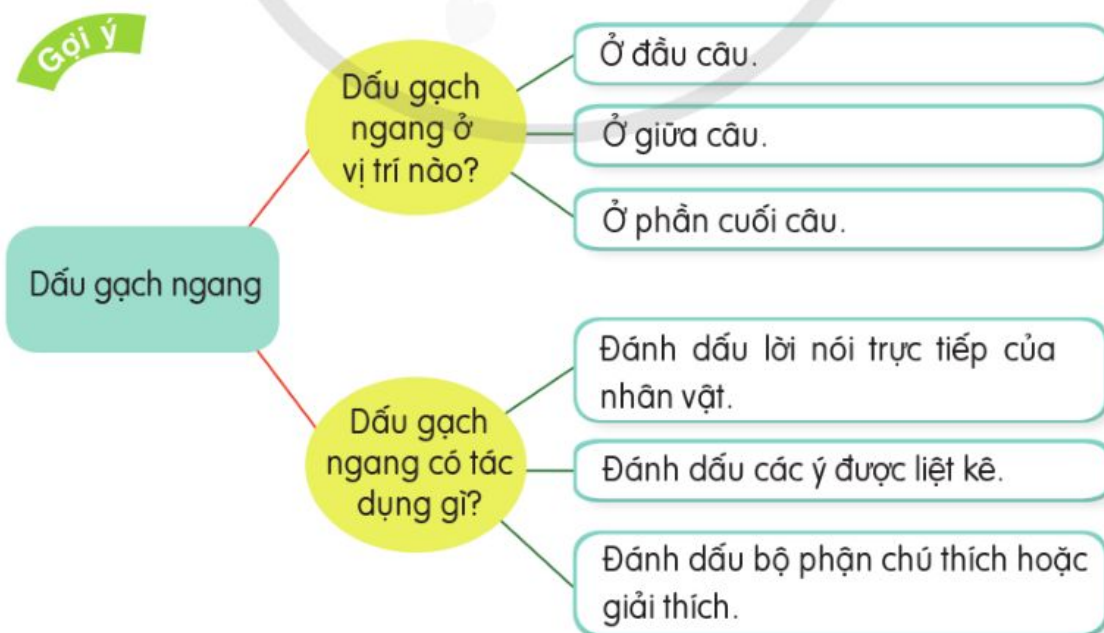 Gợi ý
Dấu gạch ngang
Dấu gạch
ngang ở
vị trí nào?
Ở đầu câu.
Ở giữa câu.
Ở phần cuối câu.
Dấu gạch
ngang có tác
dụng gì?
Đánh dấu lời nói trực tiếp của
nhân vật.
Đánh dấu các ý được liệt kê.
Đánh dấu bộ phận chú thích hoặc
giải thích.